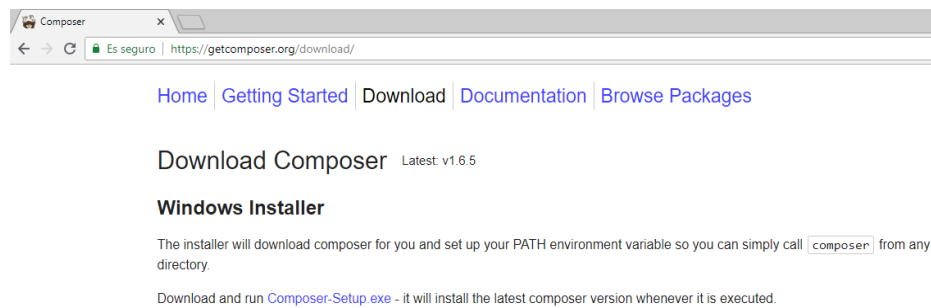 Composer
Es seguro | https://getcomposer.org/download/
Home Getting Started Download Documentation Browse Packages
Download Composer Latest: v1.6.5
Windows Installer
The installer will download composer for you and set up your PATH environment variable so you can simply call composer from any
directory.
Download and run Composer-Setup.exe - it will install the latest composer version whenever it is executed.